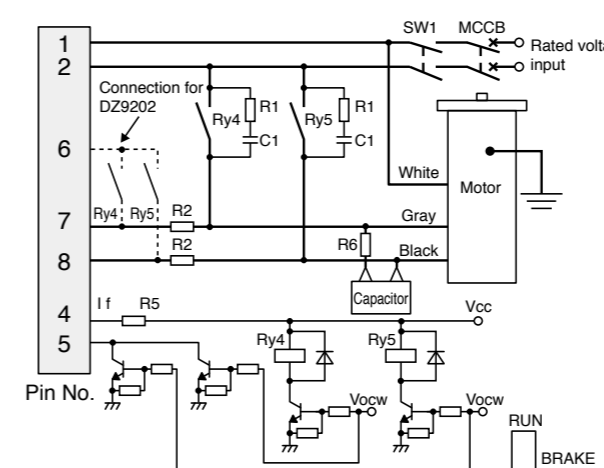 SW1 MCCB
1
Rated volta
2
input
Connection for
DZ9202
Ry4
R1
C1
Ry5
R1
C1
6
White
Motor
Ry4
Ry5
R2
7
Gray
R2
R6
8
Black
Capacitor
4
I f
R5
Vcc
5
Ry4
Ry5
Pin No.
Vocw
Vocw
RUN
BRAKE